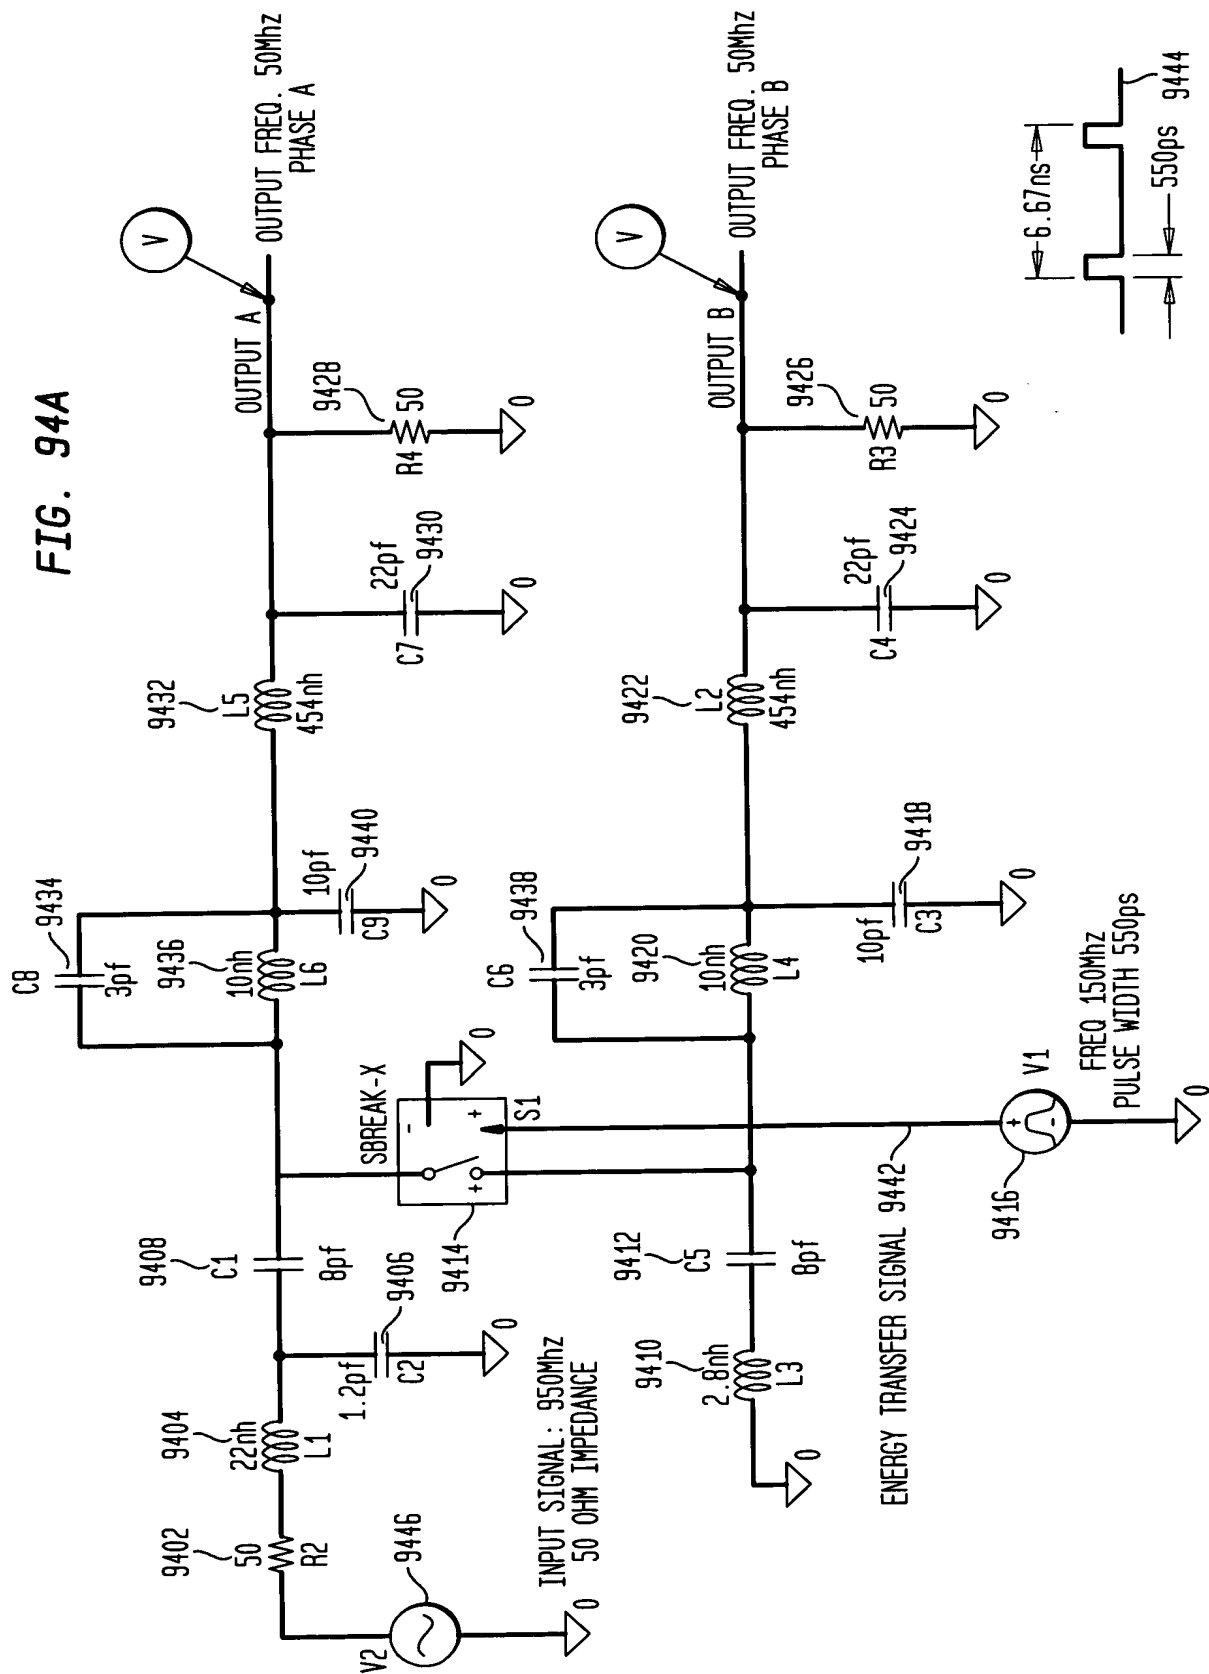 FIG. 94A
OUTPUT FREQ. 50Mhz
PHASE A
V
OUTPUT A
9428
R4
50
0
9430
22pf
C7
0
9432
L5
454nh
C8
9434
3pf
9436
10nh
L6
10pf
9440
C9
0
SBREAK-X
-
+
+
S1
0
9414
9408
C1
8pf
9406
1.2pf
C2
0
9404
22nh
L1
9402
50
R2
9446
V2
0
INPUT SIGNAL: 950Mhz
50 OHM IMPEDANCE
OUTPUT FREQ. 50Mhz
PHASE B
V
OUTPUT B
9426
R3
50
0
9424
22pf
C4
0
9422
L2
454nh
9438
C6
3pf
9420
10nh
L4
9418
10pf
C3
0
9412
C5
8pf
9410
2.8nh
L3
0
ENERGY TRANSFER SIGNAL 9442
9416
+
-
V1
FREQ 150Mhz
PULSE WIDTH 550ps
0
6.67ns
550ps
9444